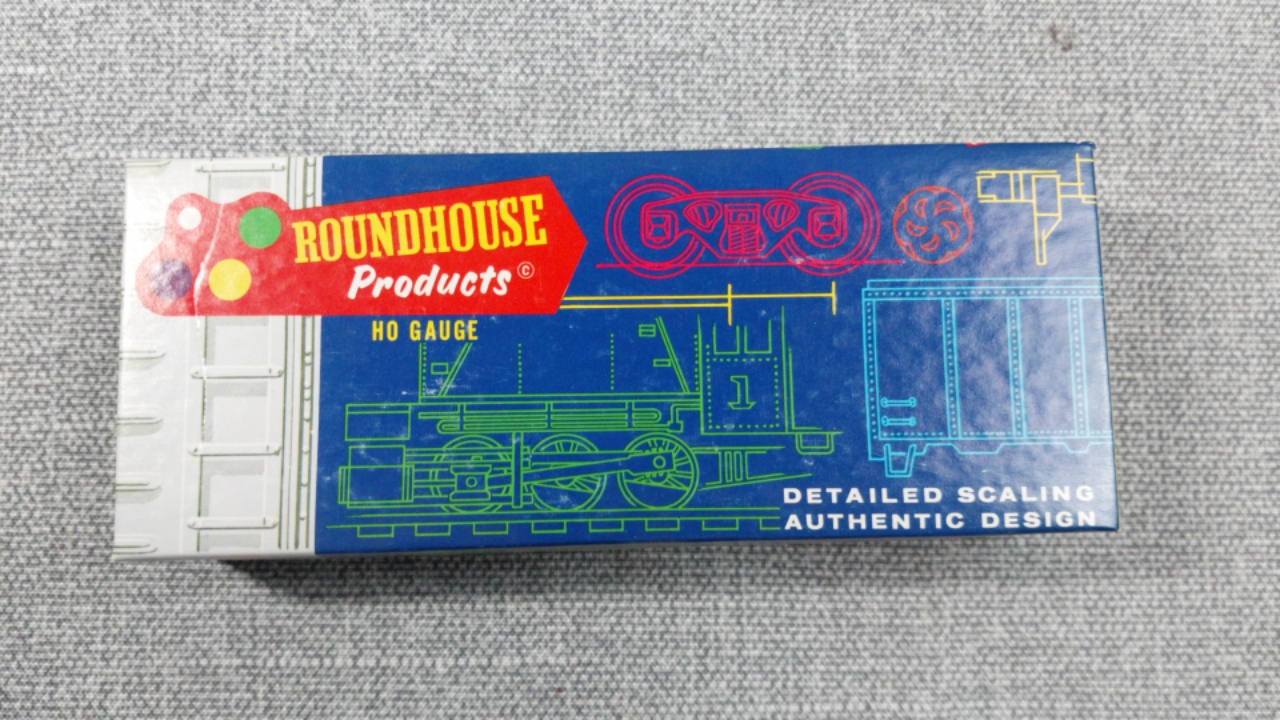 ROUNDHOUSE
Products©
HO GAUGE
1
DETAILED SCALING
AUTHENTIC DESIGN